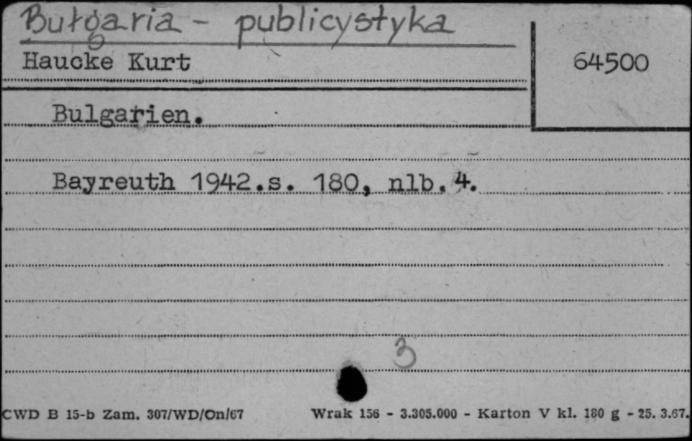 Bułgaria - publicystyka
Haucke Kurt
64500
Bulgarien.
Bayreuth 1942.s. 180, nlb. 4.
3
CWD B 15-b Zam. 307/WD/On/67 Wrak 156 - 3.305.000 - Karton V kl. 180 g - 25. 3.67.